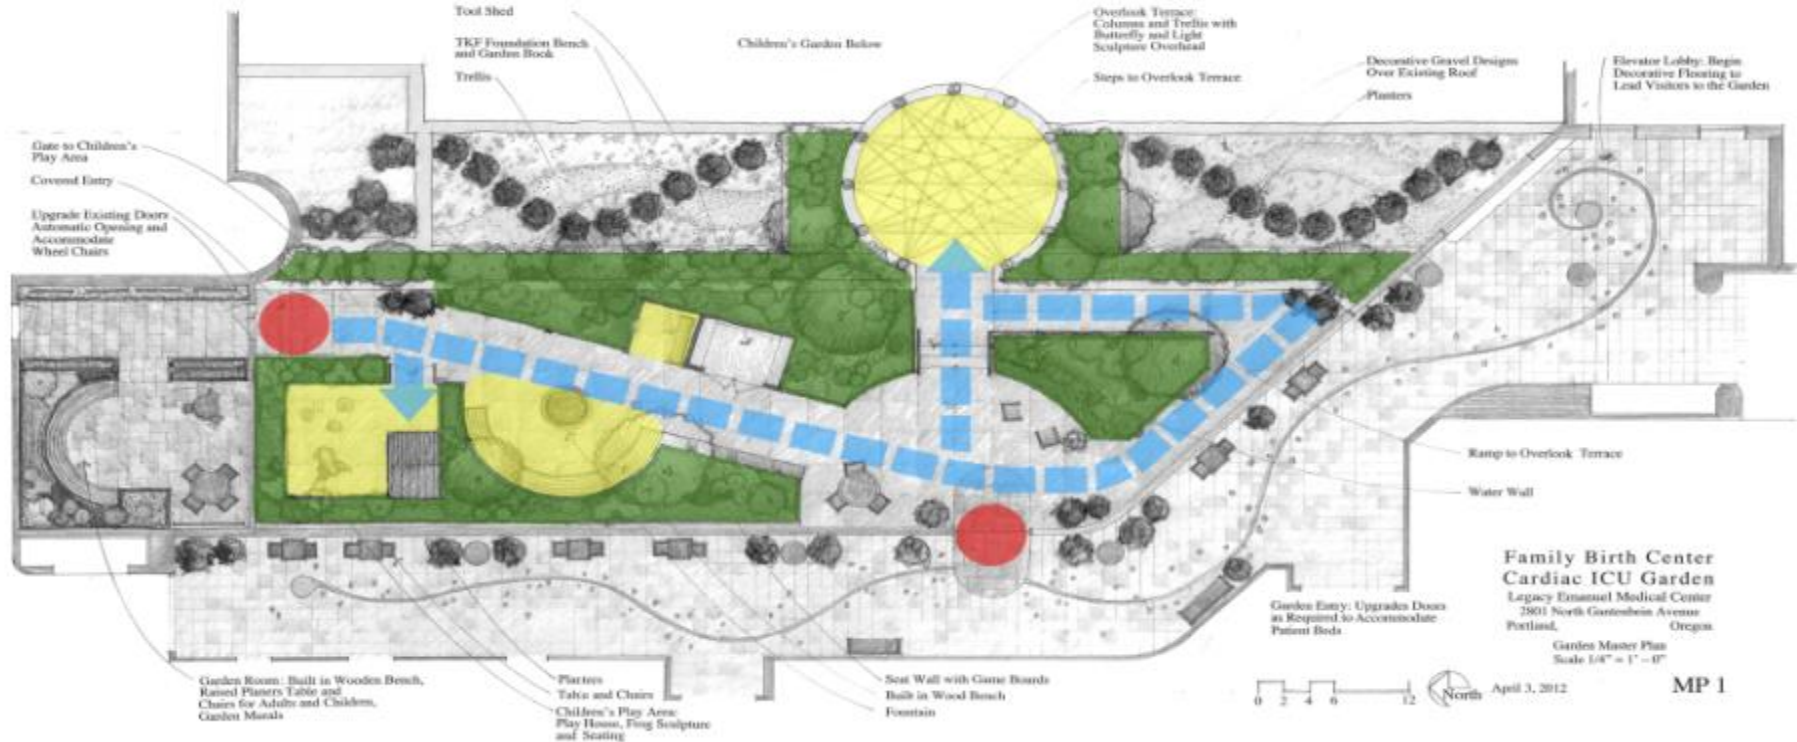 Tool Shed
TKF Foundation Bench
and Garden Book
Trellis
Children's Garden Below
Overlook Terrace:
Columns and Trellis with
Butterfly and Light
Sculpture Overhead
Steps to Overlook Terrace
Decorative Gravel Designs
Over Existing Roof
Planters
Elevator Lobby: Begin
Decorative Flooring to
Lead Visitors to the Garden
Gate to Children's
Play Area
Covered Entry
Upgrade Existing Doors
Automatic Opening and
Accommodate
Wheel Chairs
Ramp to Overlook Terrace
Water Wall
Garden Entry: Upgrades Doors
as Required to Accommodate
Patient Beds
Family Birth Center
Cardiac ICU Garden
Legacy Emanuel Medical Center
2801 North Gantenbein Avenue
Portland, Oregon
Garden Master Plan
Scale 1/4" = 1' - 0"
Garden Room: Built in Wooden Bench,
Raised Planers Table and
Chairs for Adults and Children,
Garden Murals
Planters
Table and Chairs
Children's Play Area:
Play House, Frog Sculpture
and Seating
Seat Wall with Game Boards
Built in Wood Bench
Fountain
0 2 4 6 12
North
April 3, 2012
MP 1